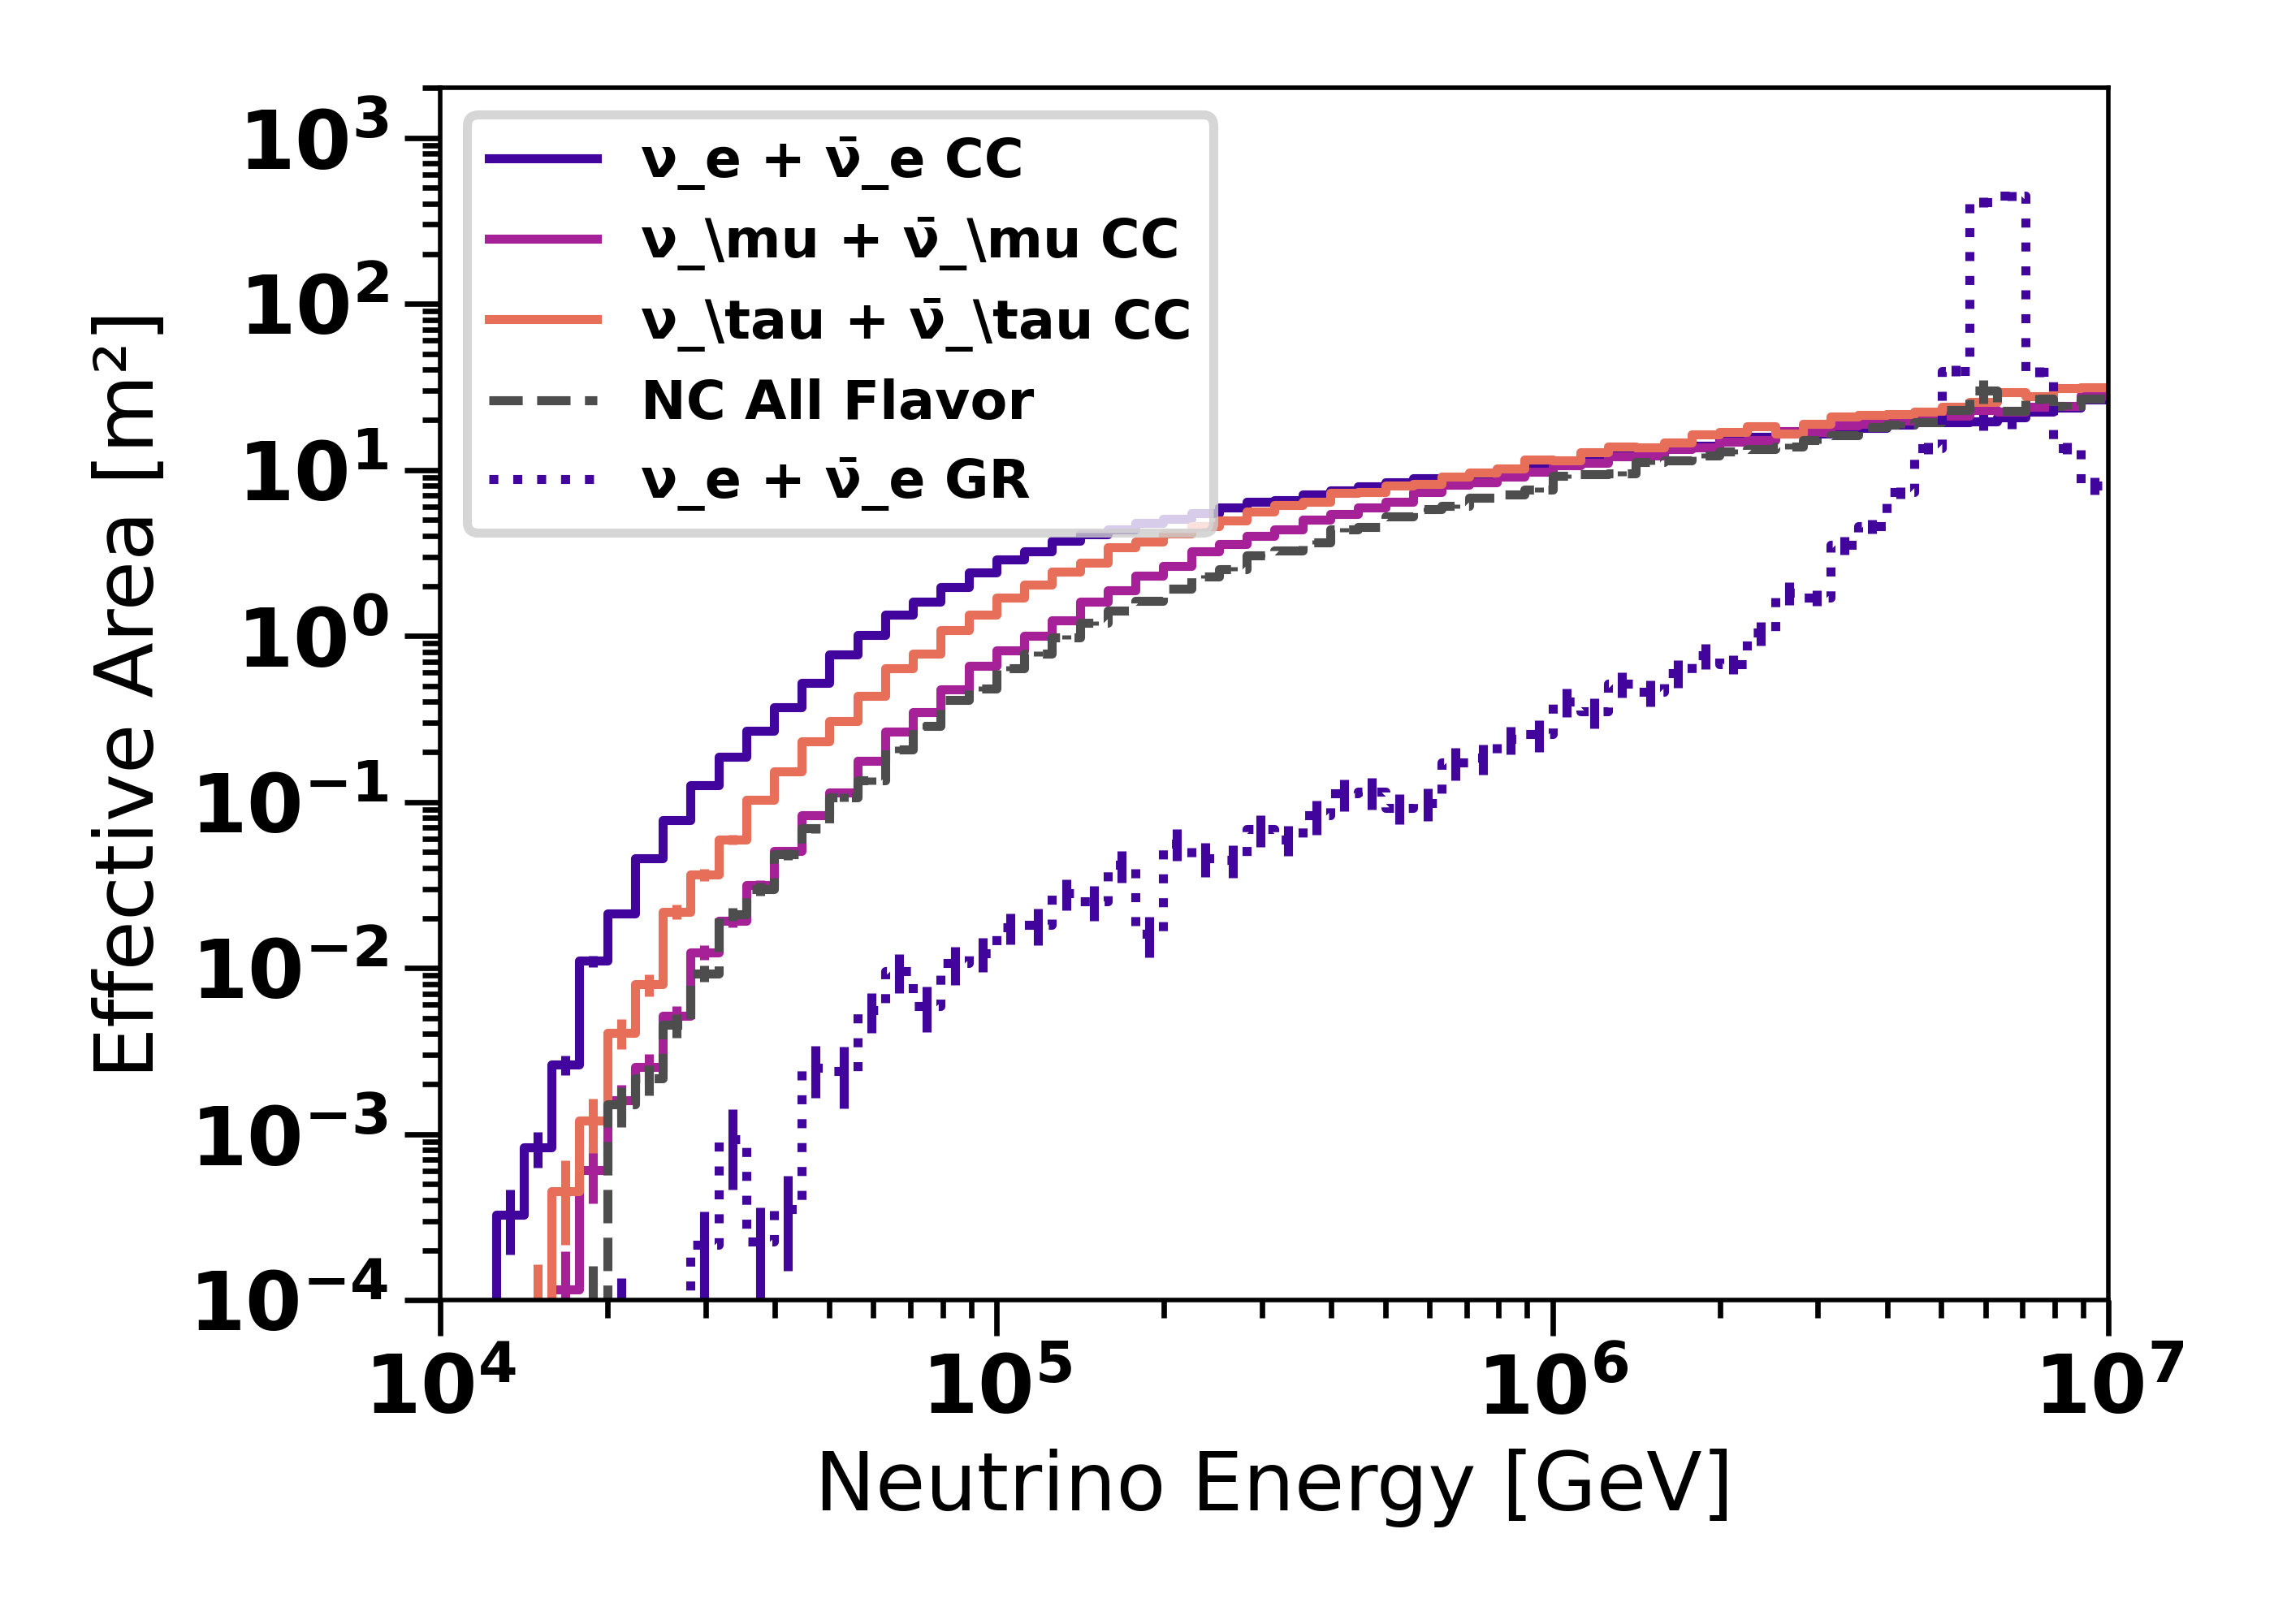 10³
10²
10¹
10⁰
10⁻¹
10⁻²
10⁻³
10⁻⁴
Effective Area [m²]
ν_e + ν̄_e CC
ν_\mu + ν̄_\mu CC
ν_\tau + ν̄_\tau CC
NC All Flavor
ν_e + ν̄_e GR
10⁴ 10⁵ 10⁶ 10⁷
Neutrino Energy [GeV]